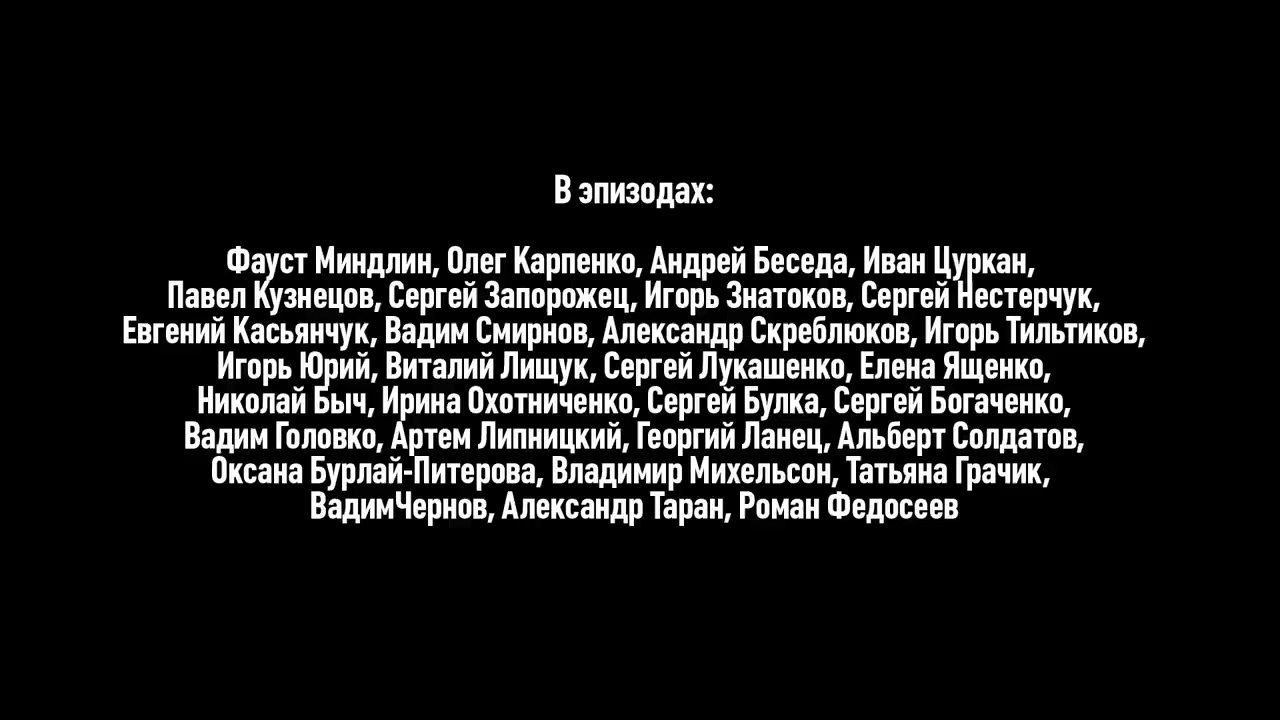 В эпизодах:
Фауст Миндлин, Олег Карпенко, Андрей Беседа, Иван Цуркан,
Павел Кузнецов, Сергей Запорожец, Игорь Знатоков, Сергей Нестерчук,
Евгений Касьянчук, Вадим Смирнов, Александр Скреблюков, Игорь Тильтиков,
Игорь Юрий, Виталий Лищук, Сергей Лукашенко, Елена Ященко,
Николай Быч, Ирина Охотниченко, Сергей Булка, Сергей Богаченко,
Вадим Головко, Артем Липницкий, Георгий Ланец, Альберт Солдатов,
Оксана Бурлай-Питерова, Владимир Михельсон, Татьяна Грачик,
ВадимЧернов, Александр Таран, Роман Федосеев